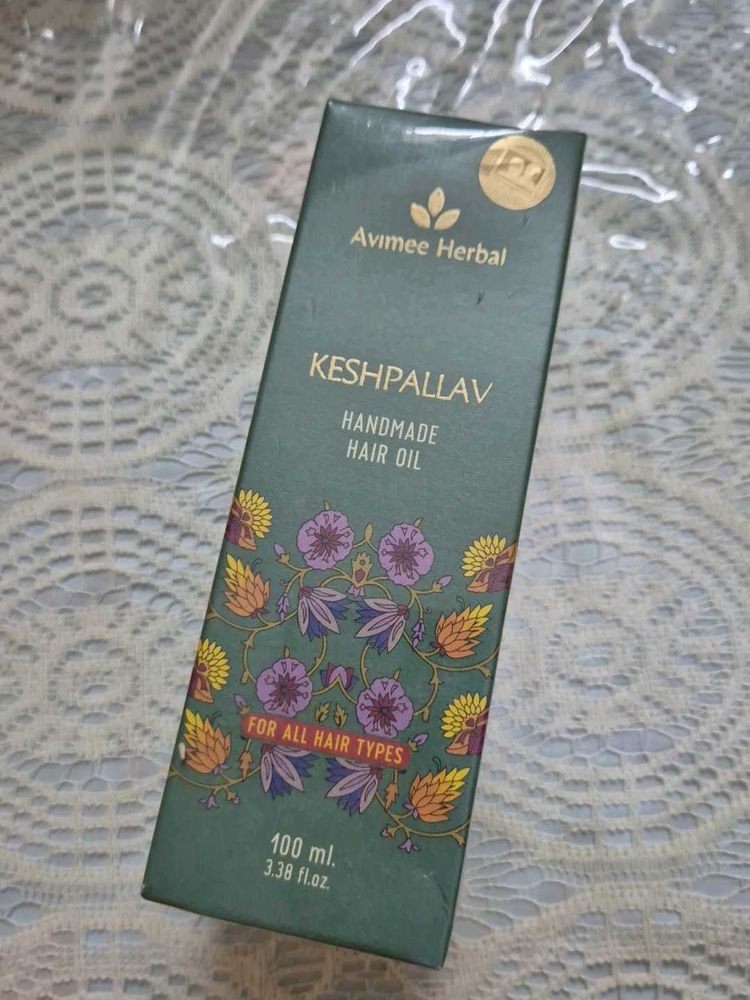 Avimee Herbal
KESHPALLAV
HANDMADE
HAIR OIL
FOR ALL HAIR TYPES
100 ml.
3.38 fl.oz.